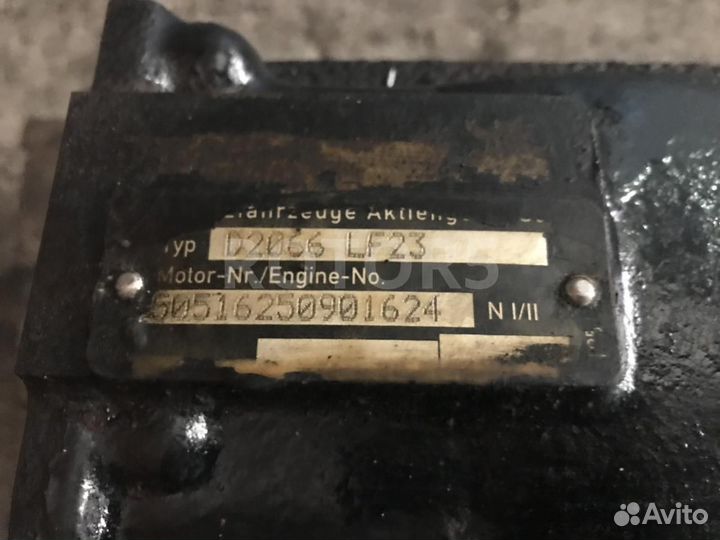 Typ D2066 LF23
Motor-Nr./Engine-No.
50516250901624 N I/II
Avito